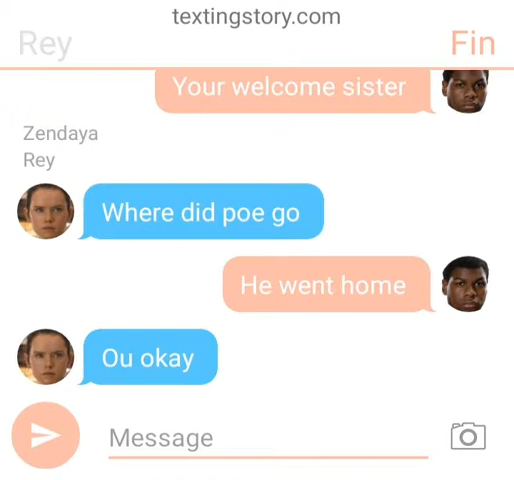 textingstory.com
Rey
Fin
Your welcome sister
Zendaya
Rey
Where did poe go
He went home
Ou okay
Message